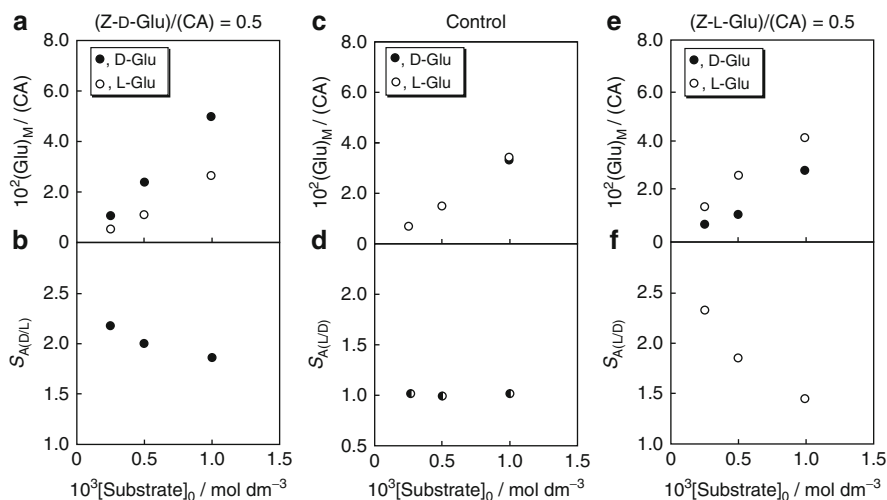 a (Z-D-Glu)/(CA) = 0.5
●, D-Glu
○, L-Glu
10²(Glu)M / (CA)
8.0
6.0
4.0
2.0
0
b
SA(D/L)
2.5
2.0
1.5
1.0
0 0.5 1.0 1.5
10³[Substrate]0 / mol dm⁻³
c Control
●, D-Glu
○, L-Glu
10²(Glu)M / (CA)
8.0
6.0
4.0
2.0
0
d
SA(L/D)
2.0
1.5
1.0
0.5
0 0.5 1.0 1.5
10³[Substrate]0 / mol dm⁻³
e (Z-L-Glu)/(CA) = 0.5
●, D-Glu
○, L-Glu
10²(Glu)M / (CA)
8.0
6.0
4.0
2.0
0
f
SA(L/D)
2.5
2.0
1.5
1.0
0 0.5 1.0 1.5
10³[Substrate]0 / mol dm⁻³